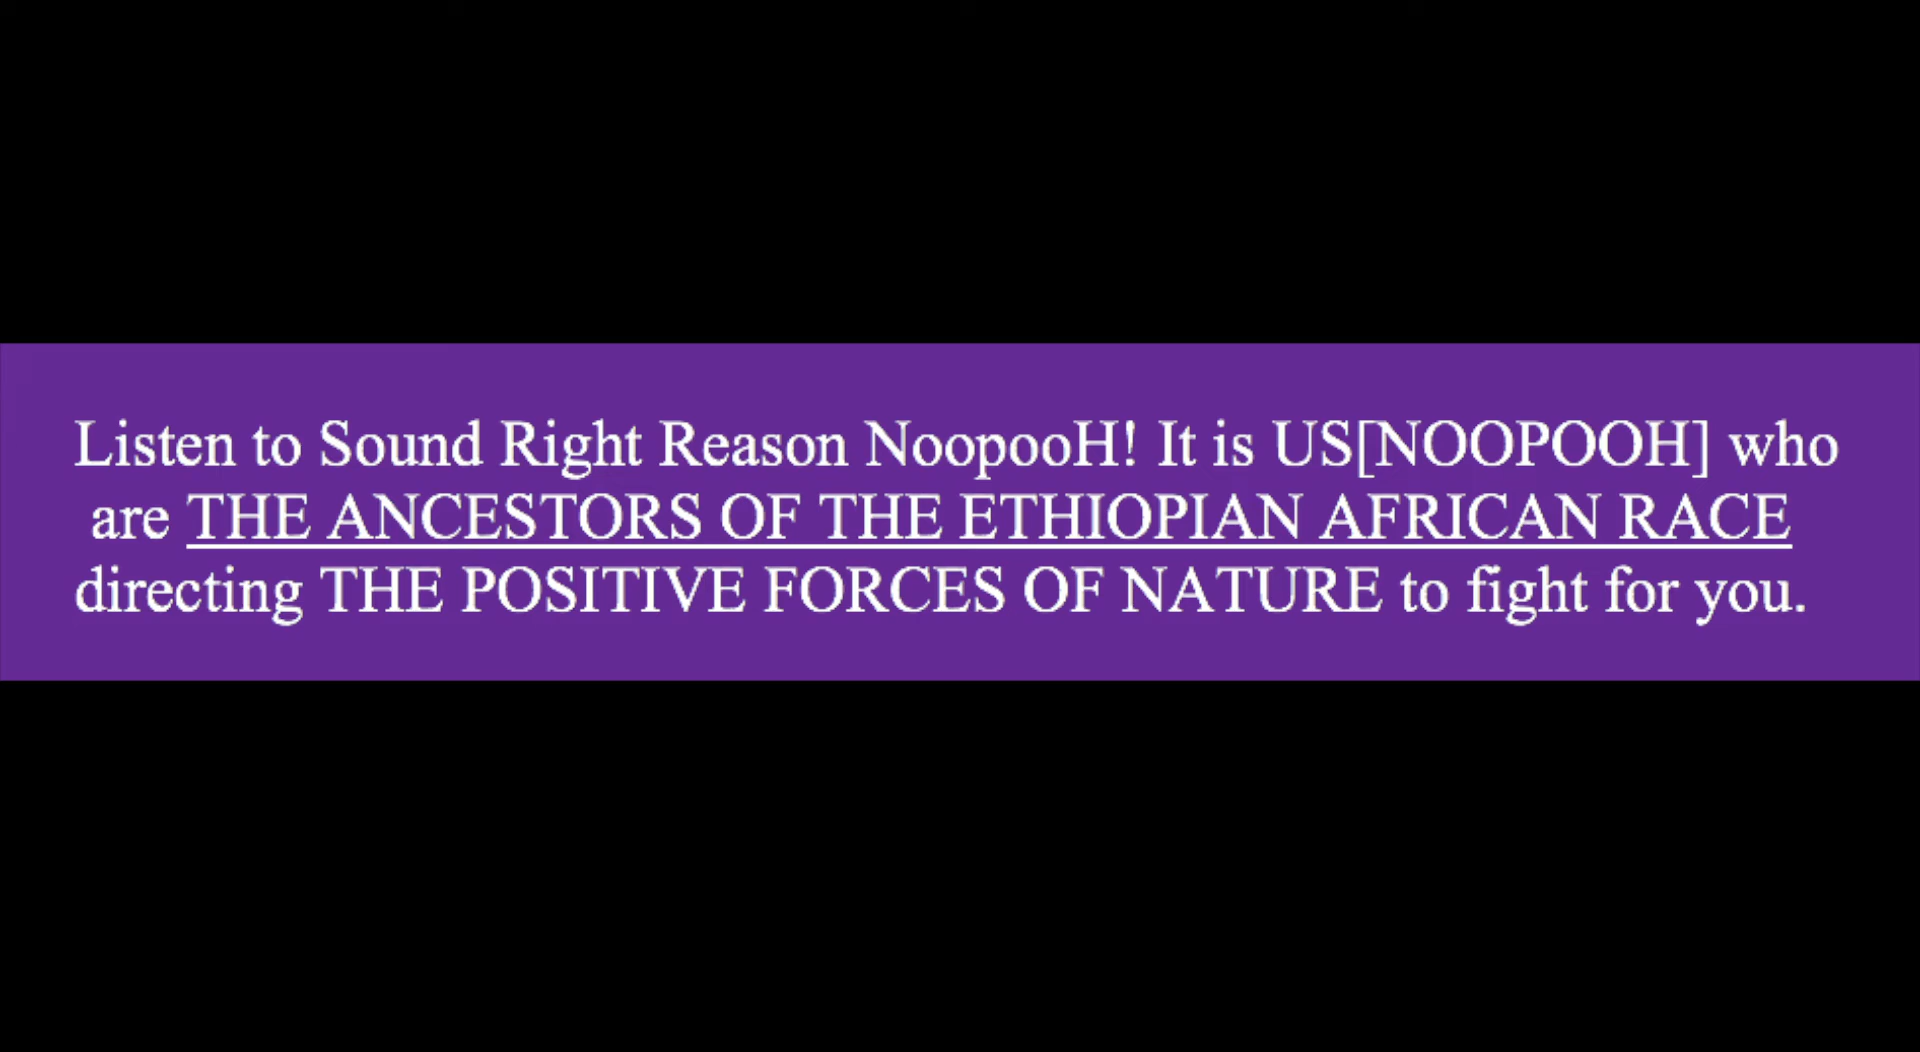 Listen to Sound Right Reason NoopooH! It is US[NOOPOOH] who
are THE ANCESTORS OF THE ETHIOPIAN AFRICAN RACE
directing THE POSITIVE FORCES OF NATURE to fight for you.